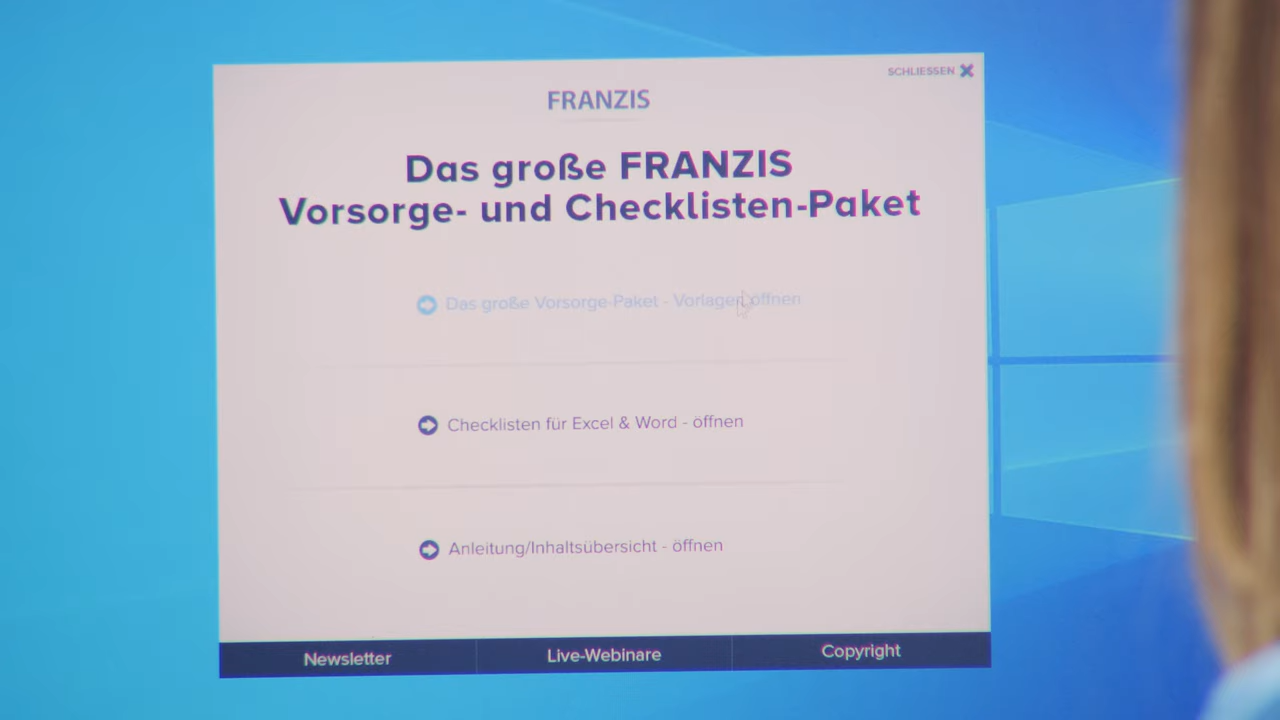 SCHLIESSEN
FRANZIS
Das große FRANZIS
Vorsorge- und Checklisten-Paket
Das große Vorsorge-Paket - Vorlagen öffnen
Checklisten für Excel & Word - öffnen
Anleitung/Inhaltsübersicht - öffnen
Newsletter
Live-Webinare
Copyright